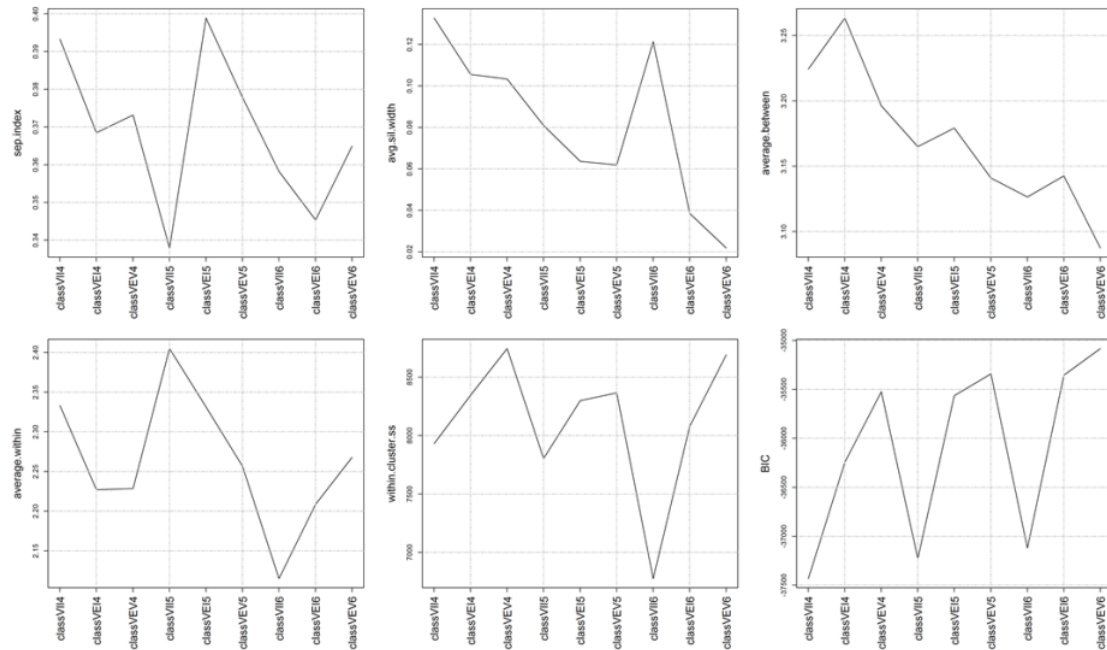 sep.index
0.40
0.39
0.38
0.37
0.36
0.35
0.34
classVII4
classVEI4
classVEV4
classVII5
classVEI5
classVEV5
classVII6
classVEI6
classVEV6
avg.sil.width
0.12
0.10
0.08
0.06
0.04
0.02
classVII4
classVEI4
classVEV4
classVII5
classVEI5
classVEV5
classVII6
classVEI6
classVEV6
average.between
3.25
3.20
3.15
3.10
classVII4
classVEI4
classVEV4
classVII5
classVEI5
classVEV5
classVII6
classVEI6
classVEV6
average.within
2.40
2.35
2.30
2.25
2.20
2.15
classVII4
classVEI4
classVEV4
classVII5
classVEI5
classVEV5
classVII6
classVEI6
classVEV6
within.cluster.ss
8500
8000
7500
7000
classVII4
classVEI4
classVEV4
classVII5
classVEI5
classVEV5
classVII6
classVEI6
classVEV6
BIC
-35000
-35500
-36000
-36500
-37000
-37500
classVII4
classVEI4
classVEV4
classVII5
classVEI5
classVEV5
classVII6
classVEI6
classVEV6